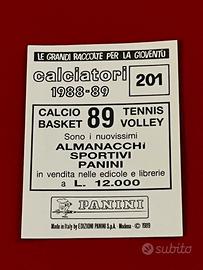 LE GRANDI RACCOLTE PER LA GIOVENTÙ
calciatori
1988-89
201
CALCIO 89 TENNIS
BASKET VOLLEY
Sono i nuovissimi
ALMANACCHI
SPORTIVI
PANINI
in vendita nelle edicole e librerie
a L. 12.000
PANINI
Made in Italy by EDIZIONI PANINI S.p.A. - Modena - © 1989
subito